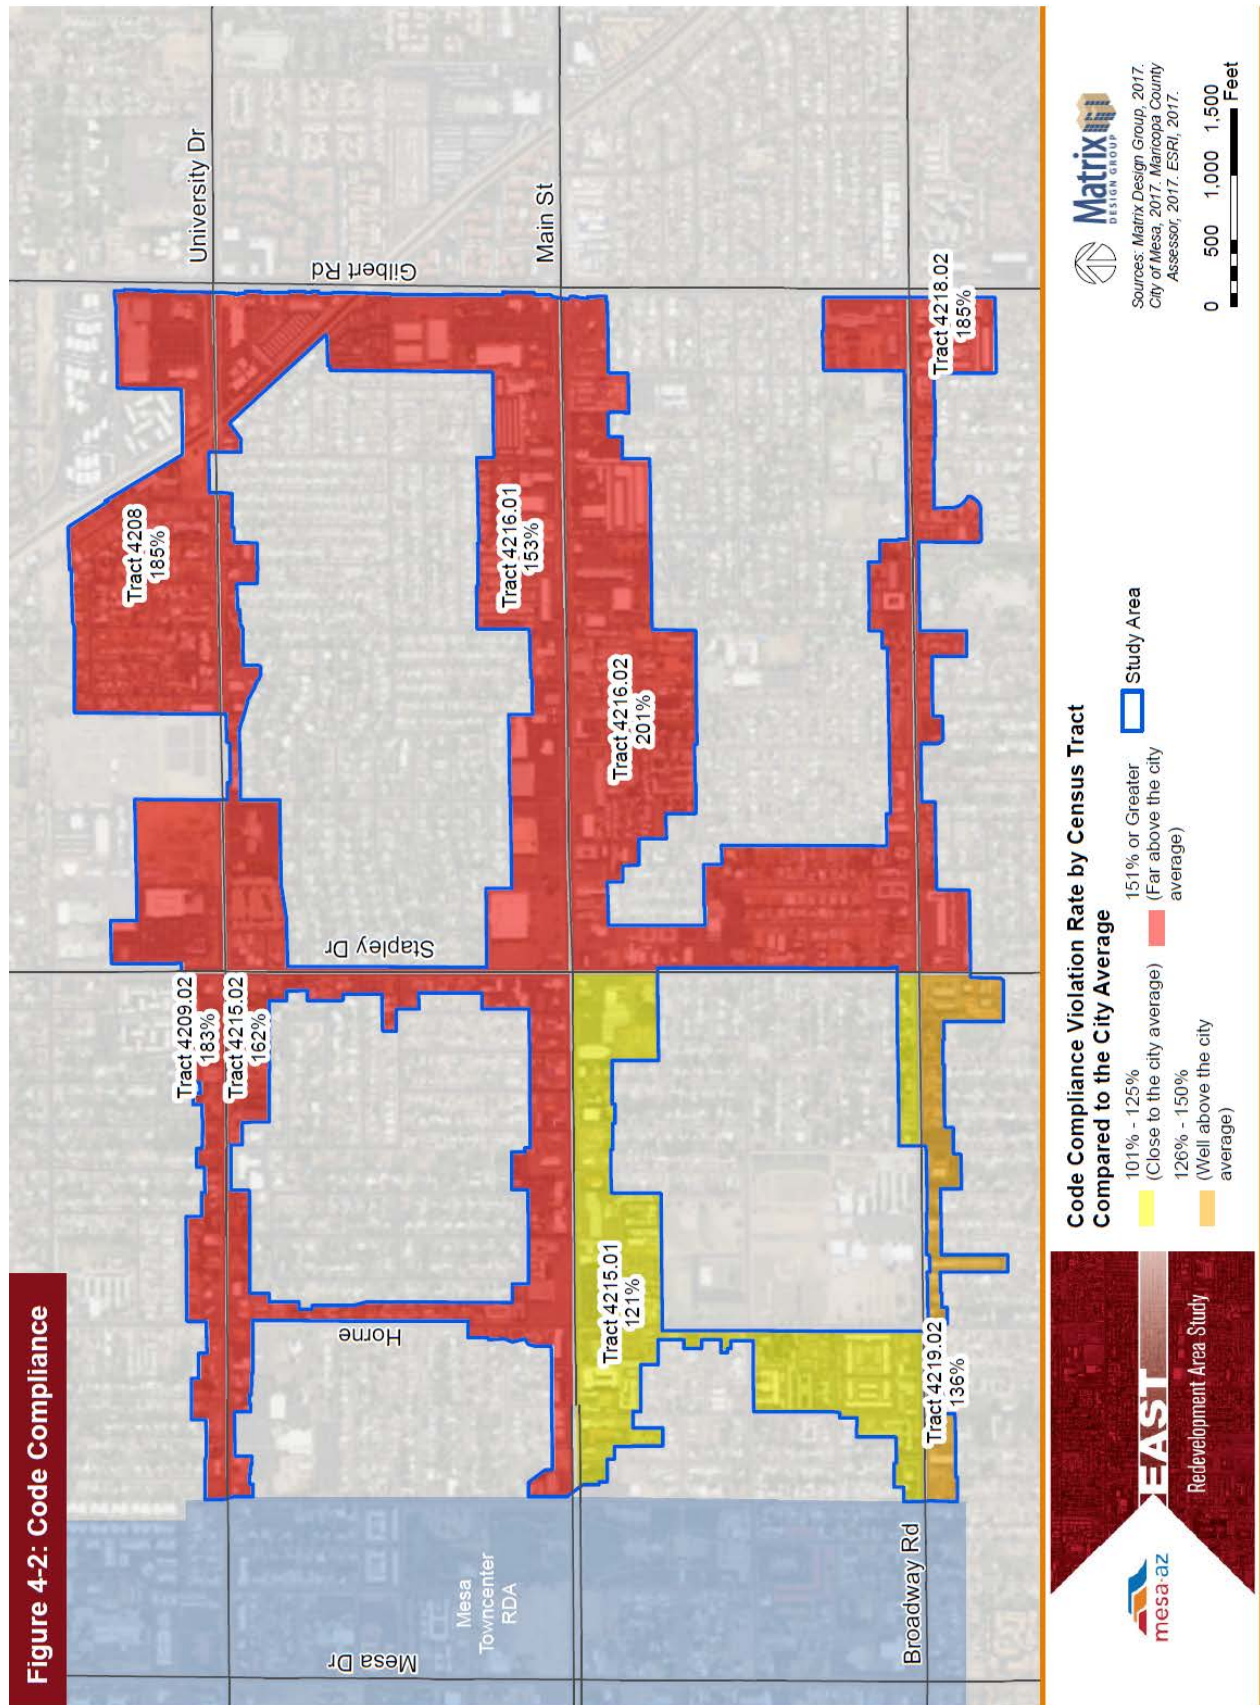 Figure 4-2: Code Compliance
University Dr
Main St
Broadway Rd
Mesa Dr
Horne
Stapley Dr
Gilbert Rd
Mesa
Towncenter
RDA
Tract 4209.02
183%
Tract 4215.02
162%
Tract 4208
185%
Tract 4216.01
153%
Tract 4216.02
201%
Tract 4215.01
121%
Tract 4219.02
136%
Tract 4218.02
185%
mesa·az
EAST
Redevelopment Area Study
Code Compliance Violation Rate by Census Tract
Compared to the City Average
101% - 125%
(Close to the city average)
126% - 150%
(Well above the city
average)
151% or Greater
(Far above the city
average)
Study Area
Matrix
DESIGN GROUP
Sources: Matrix Design Group, 2017.
City of Mesa, 2017. Maricopa County
Assessor, 2017. ESRI, 2017.
0 500 1,000 1,500
Feet